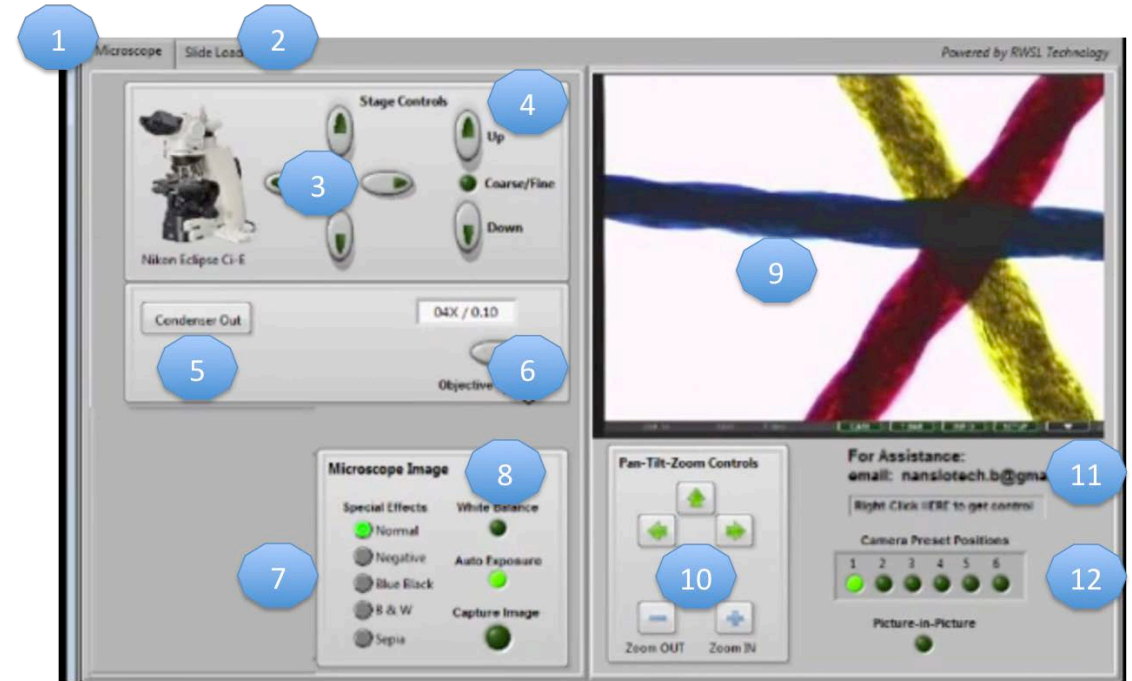 1
2
Microscope
Slide Load
Powered by RWSL Technology
Stage Controls
4
Up
3
Coarse/Fine
Down
Nikon Eclipse Ci-E
9
Condenser Out
04X / 0.10
5
6
Objective
Microscope Image
8
Special Effects
White Balance
Normal
Negative
Auto Exposure
7
Blue Black
B & W
Capture Image
Sepia
Pan-Tilt-Zoom Controls
10
Zoom OUT
Zoom IN
For Assistance:
email: nanslotech.b@gma
11
Right Click HERE to get control
Camera Preset Positions
1 2 3 4 5 6
12
Picture-in-Picture